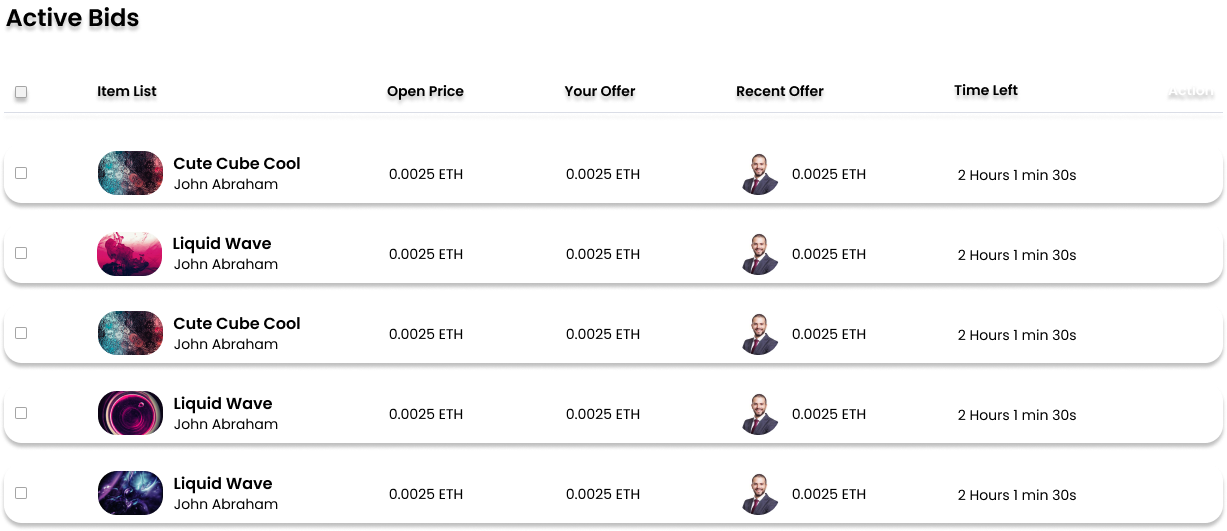 Active Bids
Item List Open Price Your Offer Recent Offer Time Left Action
Cute Cube Cool
John Abraham 0.0025 ETH 0.0025 ETH 0.0025 ETH 2 Hours 1 min 30s
Liquid Wave
John Abraham 0.0025 ETH 0.0025 ETH 0.0025 ETH 2 Hours 1 min 30s
Cute Cube Cool
John Abraham 0.0025 ETH 0.0025 ETH 0.0025 ETH 2 Hours 1 min 30s
Liquid Wave
John Abraham 0.0025 ETH 0.0025 ETH 0.0025 ETH 2 Hours 1 min 30s
Liquid Wave
John Abraham 0.0025 ETH 0.0025 ETH 0.0025 ETH 2 Hours 1 min 30s